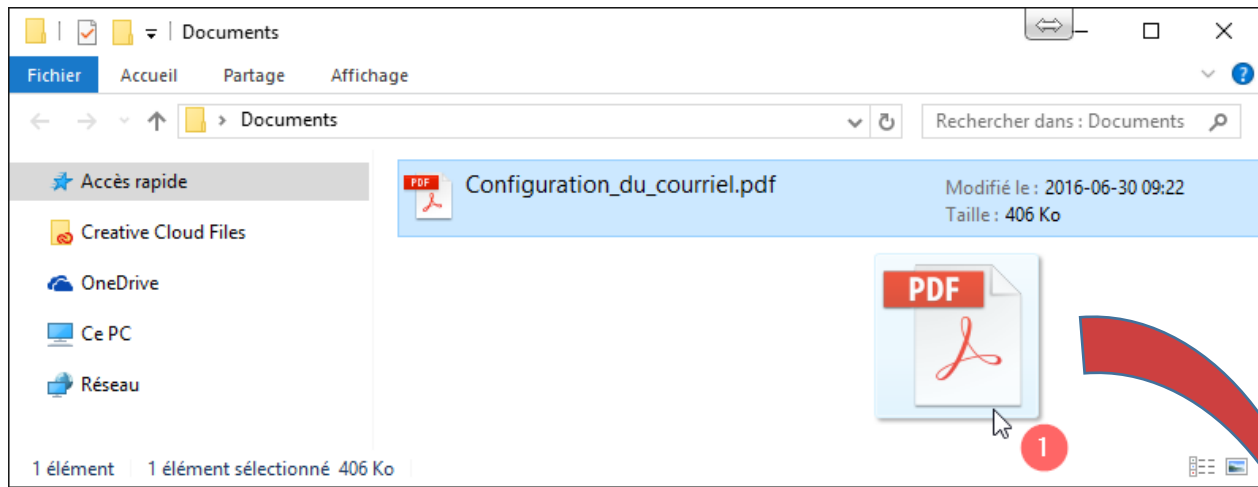 Documents
Fichier Accueil Partage Affichage ?
> Documents Rechercher dans : Documents
Accès rapide
Creative Cloud Files
OneDrive
Ce PC
Réseau
PDF Configuration_du_courriel.pdf Modifié le : 2016-06-30 09:22
Taille : 406 Ko
PDF
1
1 élément 1 élément sélectionné 406 Ko